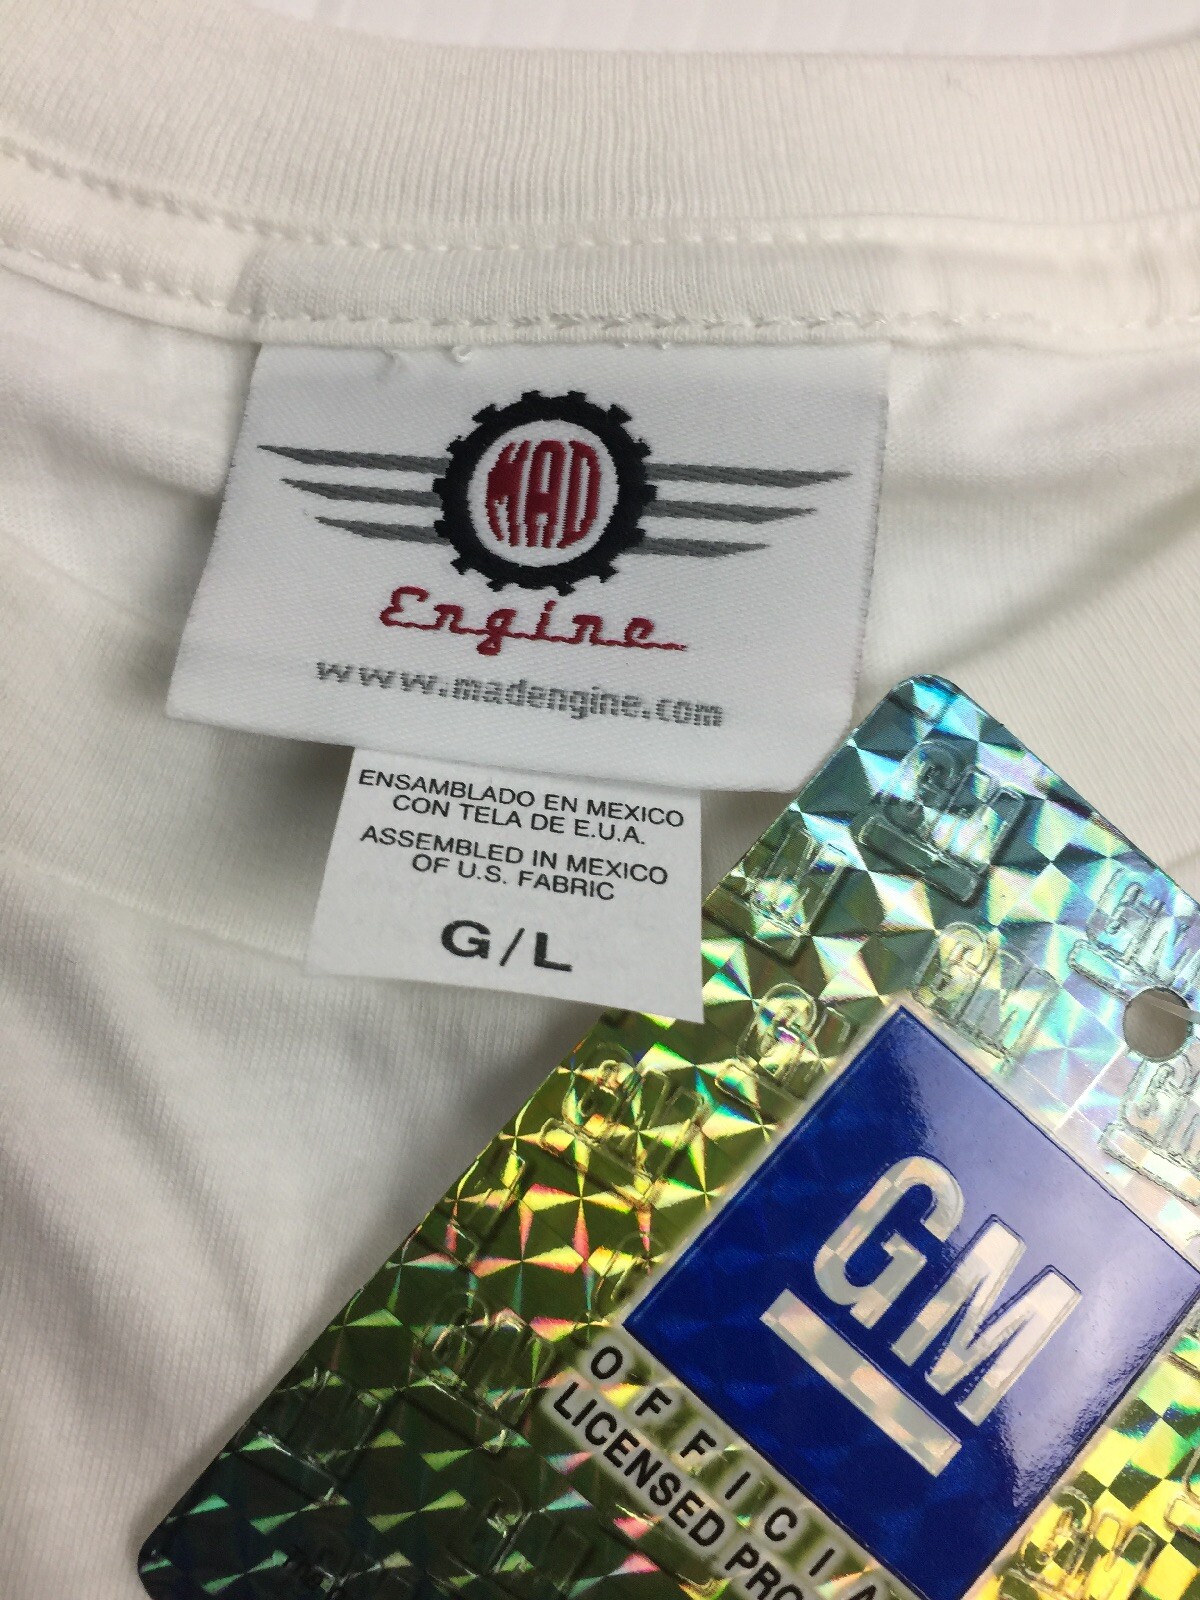 MAD
Engine
www.madengine.com
ENSAMBLADO EN MEXICO
CON TELA DE E.U.A.
ASSEMBLED IN MEXICO
OF U.S. FABRIC
G/L
GM
OFFICIA
LICENSED PRO